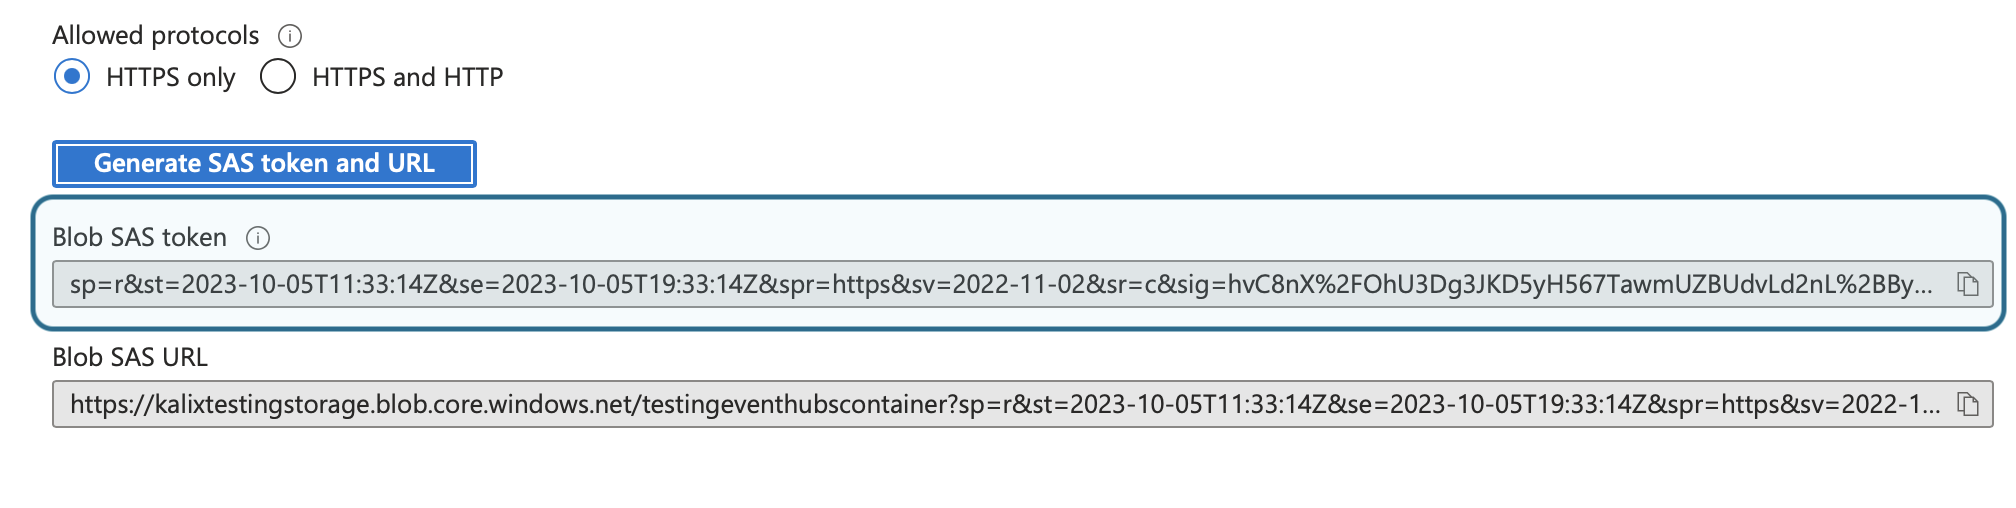 Allowed protocols
HTTPS only HTTPS and HTTP
Generate SAS token and URL
Blob SAS token
sp=r&st=2023-10-05T11:33:14Z&se=2023-10-05T19:33:14Z&spr=https&sv=2022-11-02&sr=c&sig=hvC8nX%2FOhU3Dg3JKD5yH567TawmUZBUdvLd2nL%2BBy...
Blob SAS URL
https://kalixtestingstorage.blob.core.windows.net/testingeventhubscontainer?sp=r&st=2023-10-05T11:33:14Z&se=2023-10-05T19:33:14Z&spr=https&sv=2022-1...